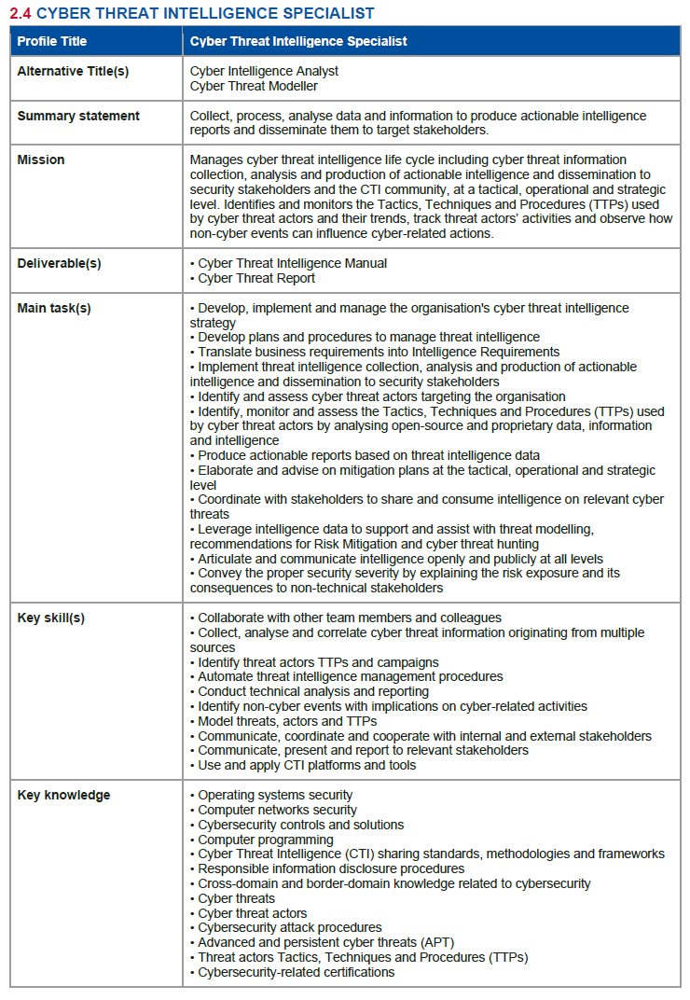 2.4 CYBER THREAT INTELLIGENCE SPECIALIST
Profile Title
Cyber Threat Intelligence Specialist
Alternative Title(s)
Cyber Intelligence Analyst
Cyber Threat Modeller
Summary statement
Collect, process, analyse data and information to produce actionable intelligence
reports and disseminate them to target stakeholders.
Mission
Manages cyber threat intelligence life cycle including cyber threat information
collection, analysis and production of actionable intelligence and dissemination to
security stakeholders and the CTI community, at a tactical, operational and strategic
level. Identifies and monitors the Tactics, Techniques and Procedures (TTPs) used
by cyber threat actors and their trends, track threat actors' activities and observe how
non-cyber events can influence cyber-related actions.
Deliverable(s)
• Cyber Threat Intelligence Manual
• Cyber Threat Report
Main task(s)
• Develop, implement and manage the organisation's cyber threat intelligence
strategy
• Develop plans and procedures to manage threat intelligence
• Translate business requirements into Intelligence Requirements
• Implement threat intelligence collection, analysis and production of actionable
intelligence and dissemination to security stakeholders
• Identify and assess cyber threat actors targeting the organisation
• Identify, monitor and assess the Tactics, Techniques and Procedures (TTPs) used
by cyber threat actors by analysing open-source and proprietary data, information
and intelligence
• Produce actionable reports based on threat intelligence data
• Elaborate and advise on mitigation plans at the tactical, operational and strategic
level
• Coordinate with stakeholders to share and consume intelligence on relevant cyber
threats
• Leverage intelligence data to support and assist with threat modelling,
recommendations for Risk Mitigation and cyber threat hunting
• Articulate and communicate intelligence openly and publicly at all levels
• Convey the proper security severity by explaining the risk exposure and its
consequences to non-technical stakeholders
Key skill(s)
• Collaborate with other team members and colleagues
• Collect, analyse and correlate cyber threat information originating from multiple
sources
• Identify threat actors TTPs and campaigns
• Automate threat intelligence management procedures
• Conduct technical analysis and reporting
• Identify non-cyber events with implications on cyber-related activities
• Model threats, actors and TTPs
• Communicate, coordinate and cooperate with internal and external stakeholders
• Communicate, present and report to relevant stakeholders
• Use and apply CTI platforms and tools
Key knowledge
• Operating systems security
• Computer networks security
• Cybersecurity controls and solutions
• Computer programming
• Cyber Threat Intelligence (CTI) sharing standards, methodologies and frameworks
• Responsible information disclosure procedures
• Cross-domain and border-domain knowledge related to cybersecurity
• Cyber threats
• Cyber threat actors
• Cybersecurity attack procedures
• Advanced and persistent cyber threats (APT)
• Threat actors Tactics, Techniques and Procedures (TTPs)
• Cybersecurity-related certifications